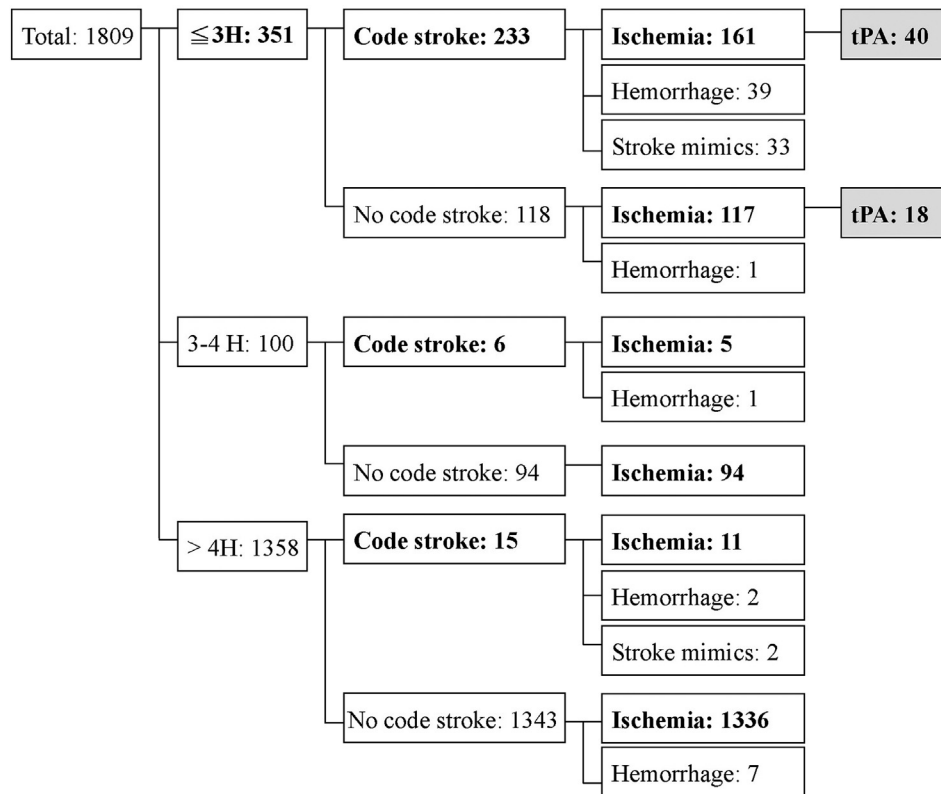 Total: 1809
≦3H: 351
Code stroke: 233
Ischemia: 161
tPA: 40
Hemorrhage: 39
Stroke mimics: 33
No code stroke: 118
Ischemia: 117
tPA: 18
Hemorrhage: 1
3-4 H: 100
Code stroke: 6
Ischemia: 5
Hemorrhage: 1
No code stroke: 94
Ischemia: 94
> 4H: 1358
Code stroke: 15
Ischemia: 11
Hemorrhage: 2
Stroke mimics: 2
No code stroke: 1343
Ischemia: 1336
Hemorrhage: 7